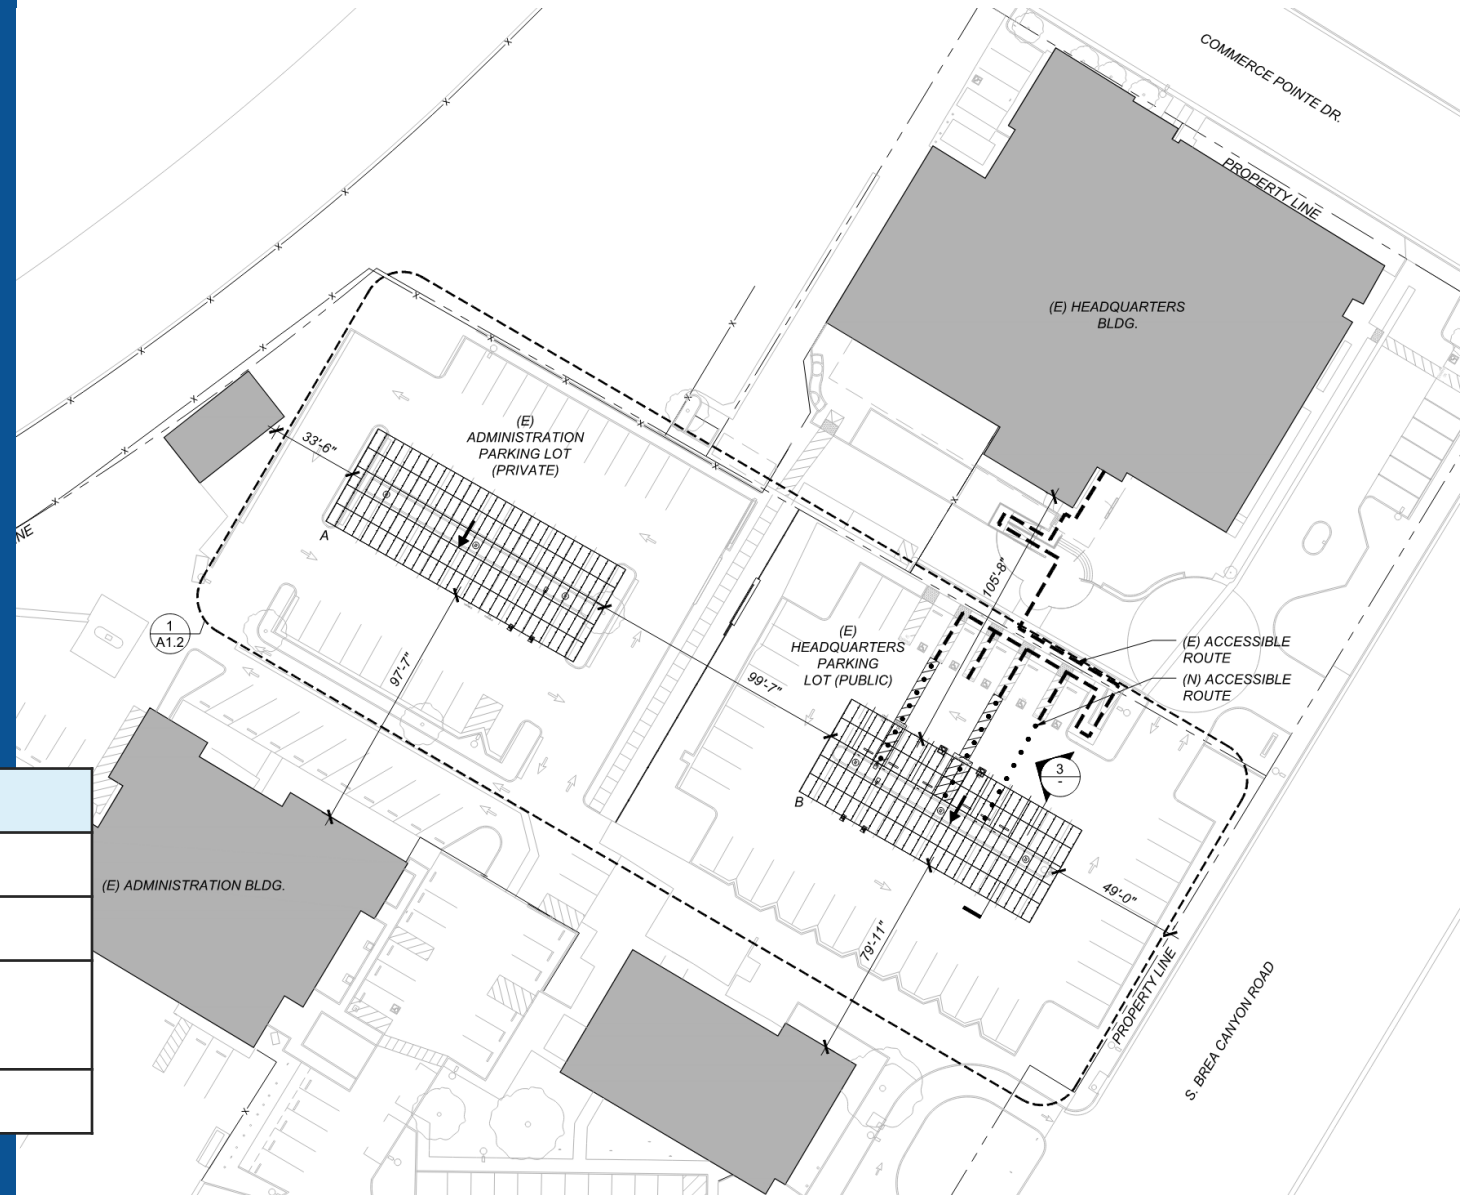 COMMERCE POINTE DR.
PROPERTY LINE
(E) HEADQUARTERS
BLDG.
(E)
ADMINISTRATION
PARKING LOT
(PRIVATE)
33'-6"
NE
A
105'-8"
1
A1.2
(E)
HEADQUARTERS
PARKING
LOT (PUBLIC)
(E) ACCESSIBLE
ROUTE
(N) ACCESSIBLE
ROUTE
97'-7"
99'-7"
3
-
B
(E) ADMINISTRATION BLDG.
49'-0"
79'-11"
PROPERTY LINE
S. BREA CANYON ROAD